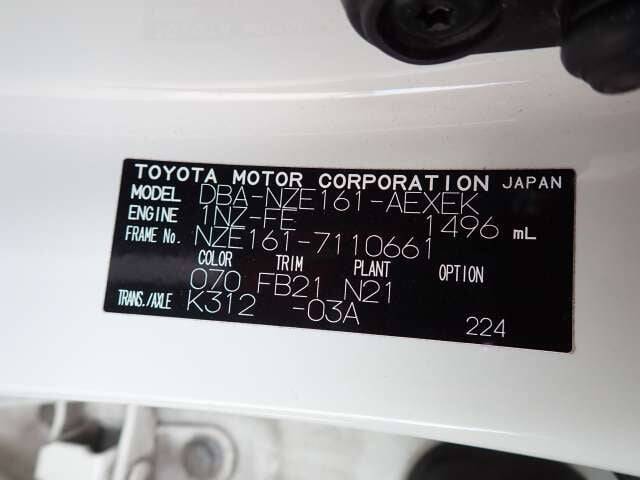 TOYOTA MOTOR CORPORATION JAPAN
MODEL DBA-NZE161-AEXEK
ENGINE 1NZ-FE 1496 mL
FRAME No. NZE161-7110661
COLOR TRIM PLANT OPTION
070 FB21 N21
TRANS./AXLE K312 -03A
224